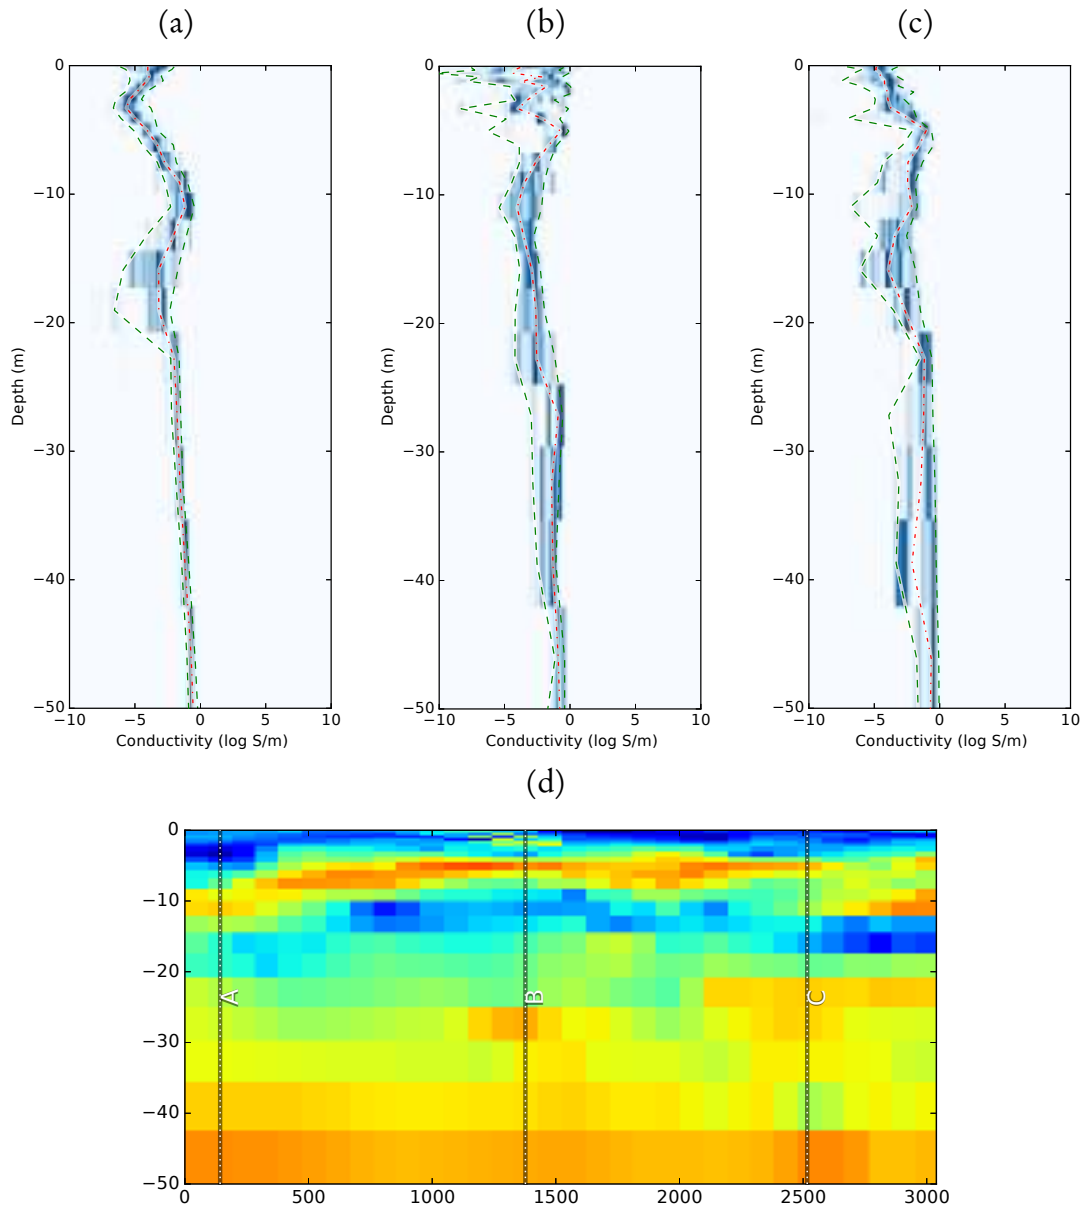 (a) (b) (c)
0 0 0
−10 −10 −10
−20 −20 −20
Depth (m) Depth (m) Depth (m)
−30 −30 −30
−40 −40 −40
−50 −50 −50
−10 −5 0 5 10 −10 −5 0 5 10 −10 −5 0 5 10
Conductivity (log S/m) Conductivity (log S/m) Conductivity (log S/m)
(d)
0
−10
−20
A B C
−30
−40
−50
0 500 1000 1500 2000 2500 3000